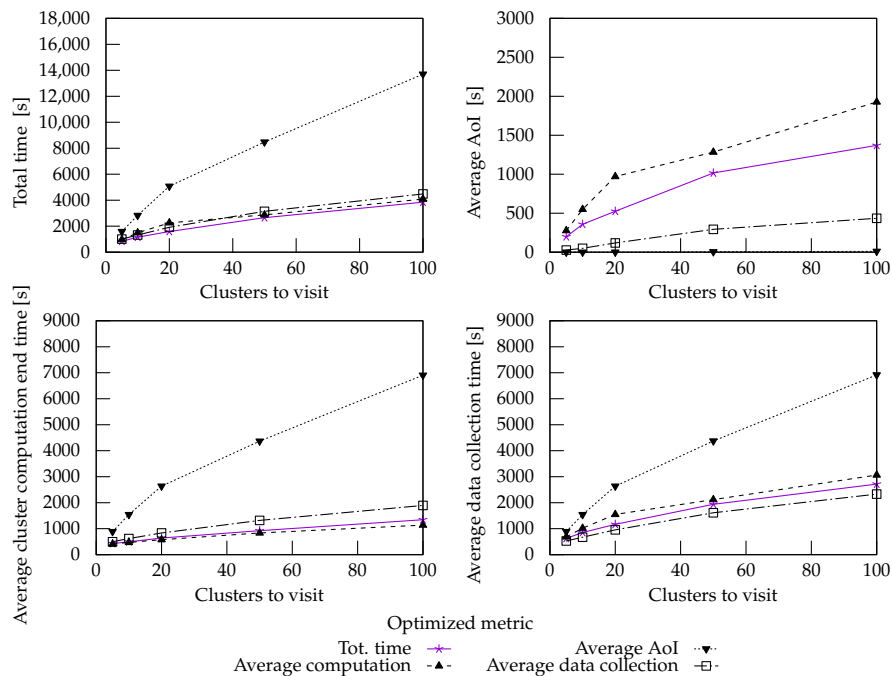 18,000
16,000
14,000
12,000
10,000
8000
6000
4000
2000
0
0 20 40 60 80 100
Total time [s]
Clusters to visit
3000
2500
2000
1500
1000
500
0
0 20 40 60 80 100
Average AoI [s]
Clusters to visit
9000
8000
7000
6000
5000
4000
3000
2000
1000
0
0 20 40 60 80 100
Average cluster computation end time [s]
Clusters to visit
9000
8000
7000
6000
5000
4000
3000
2000
1000
0
0 20 40 60 80 100
Average data collection time [s]
Clusters to visit
Optimized metric
Tot. time
Average AoI
Average computation
Average data collection